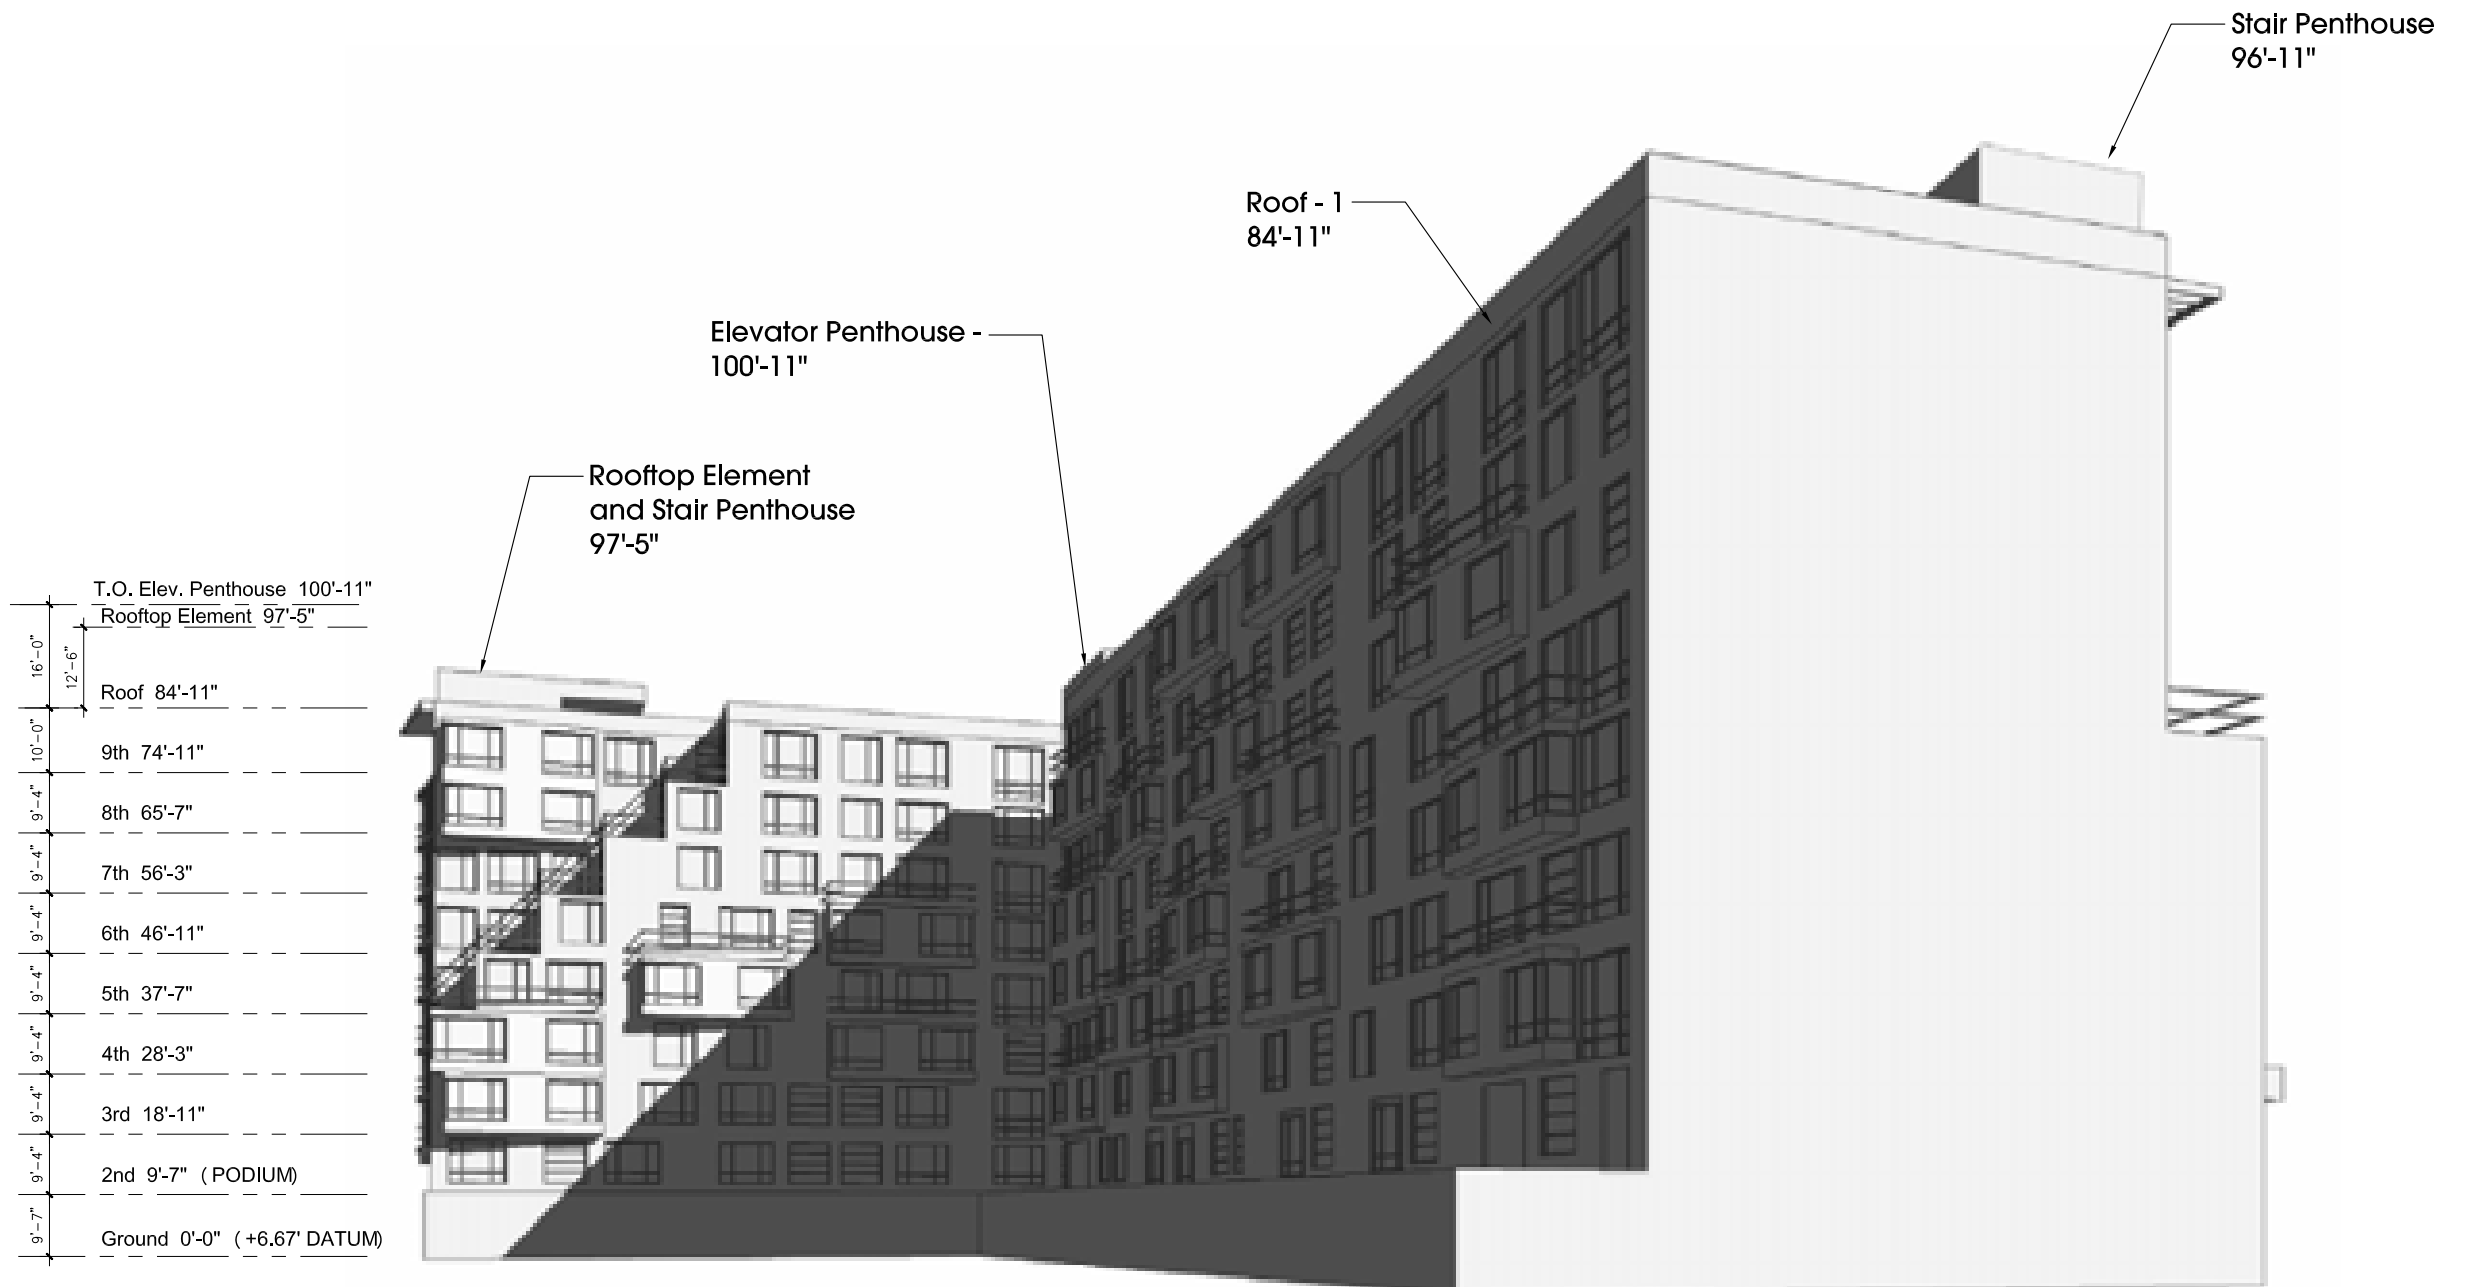 Stair Penthouse
96'-11"
Roof - 1
84'-11"
Elevator Penthouse -
100'-11"
Rooftop Element
and Stair Penthouse
97'-5"
T.O. Elev. Penthouse 100'-11"
Rooftop Element 97'-5"
16'-0"
12'-6"
Roof 84'-11"
10'-0"
9th 74'-11"
9'-4"
8th 65'-7"
9'-4"
7th 56'-3"
9'-4"
6th 46'-11"
9'-4"
5th 37'-7"
9'-4"
4th 28'-3"
9'-4"
3rd 18'-11"
9'-4"
2nd 9'-7" (PODIUM)
9'-7"
Ground 0'-0" (+6.67' DATUM)